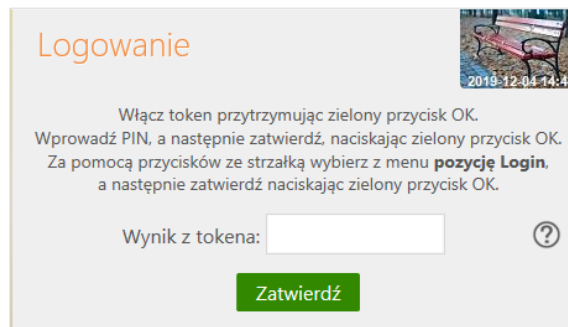 Logowanie
2019-12-04 14:4
Włącz token przytrzymując zielony przycisk OK.
Wprowadź PIN, a następnie zatwierdź, naciskając zielony przycisk OK.
Za pomocą przycisków ze strzałką wybierz z menu pozycję Login,
a następnie zatwierdź naciskając zielony przycisk OK.
Wynik z tokena:
?
Zatwierdź